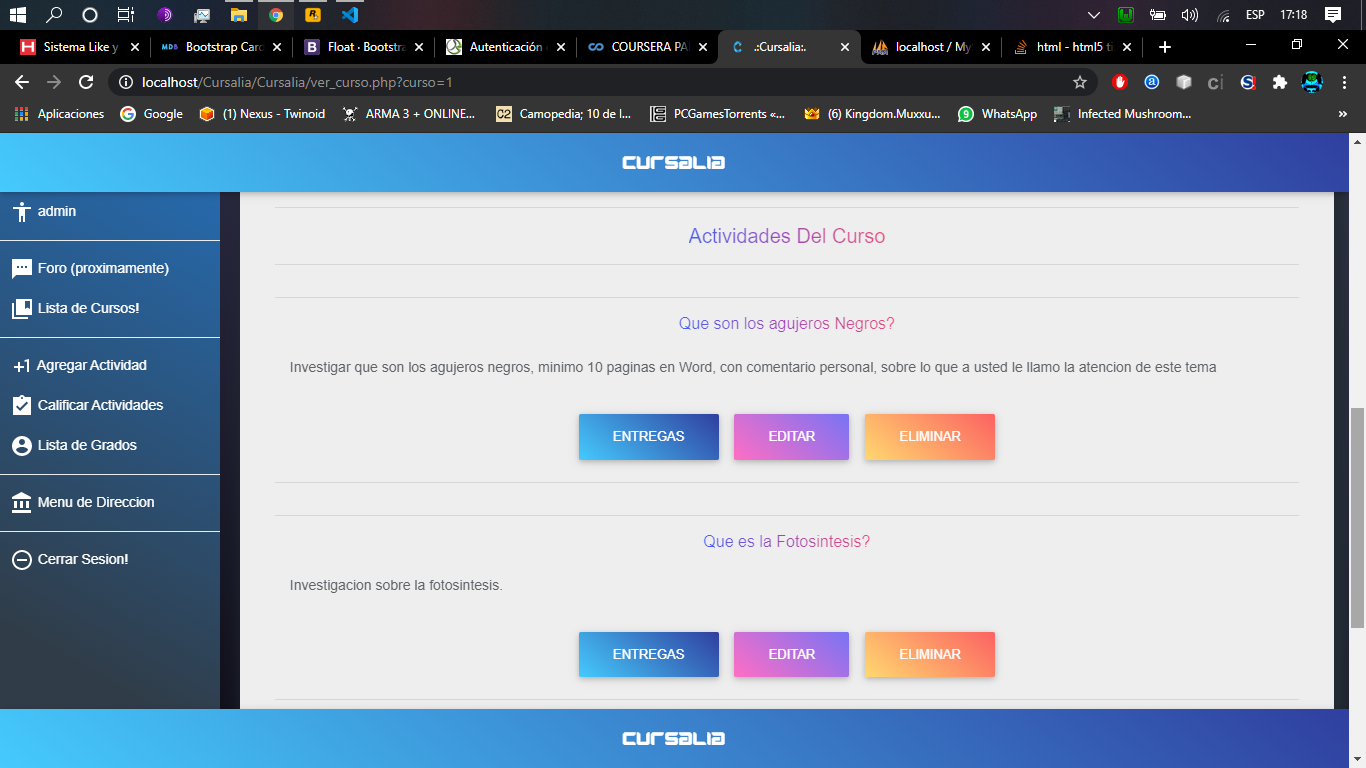 ESP 17:18
Sistema Like y
MDB Bootstrap Card
B Float · Bootstra
Autenticación
COURSERA PA
.:Cursalia:.
localhost / My
html - html5 ti
localhost/Cursalia/Cursalia/ver_curso.php?curso=1
Aplicaciones
Google
(1) Nexus - Twinoid
ARMA 3 + ONLINE...
C2 Camopedia; 10 de l...
PCGamesTorrents «...
(6) Kingdom.Muxxu...
WhatsApp
Infected Mushroom...
»
CURSALIA
admin
Foro (proximamente)
Lista de Cursos!
+1 Agregar Actividad
Calificar Actividades
Lista de Grados
Menu de Direccion
Cerrar Sesion!
Actividades Del Curso
Que son los agujeros Negros?
Investigar que son los agujeros negros, minimo 10 paginas en Word, con comentario personal, sobre lo que a usted le llamo la atencion de este tema
ENTREGAS EDITAR ELIMINAR
Que es la Fotosintesis?
Investigacion sobre la fotosintesis.
ENTREGAS EDITAR ELIMINAR
CURSALIA